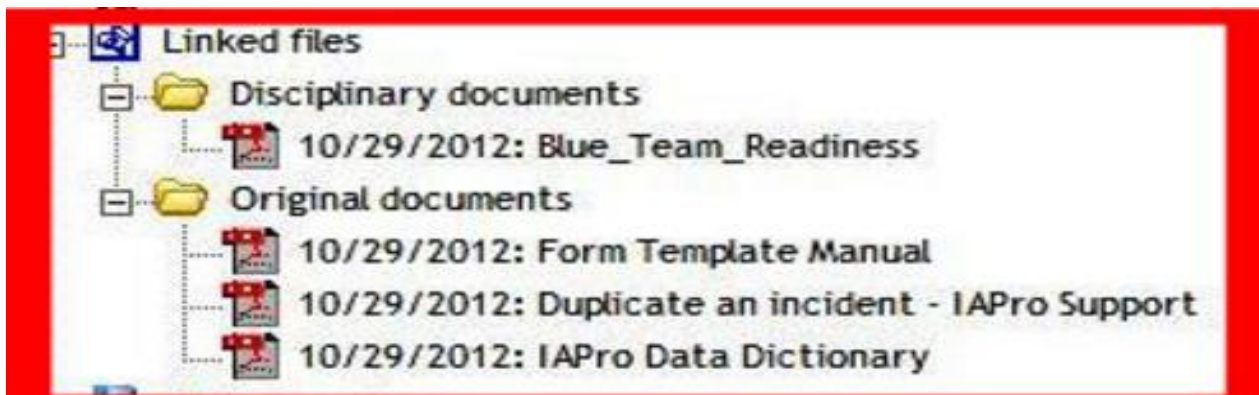 Linked files
Disciplinary documents
10/29/2012: Blue_Team_Readiness
Original documents
10/29/2012: Form Template Manual
10/29/2012: Duplicate an incident - IAPro Support
10/29/2012: IAPro Data Dictionary